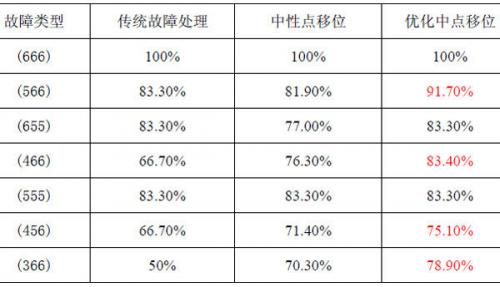 故障类型 传统故障处理 中性点移位 优化中点移位
(666) 100% 100% 100%
(566) 83.30% 81.90% 91.70%
(655) 83.30% 77.00% 83.30%
(466) 66.70% 76.30% 83.40%
(555) 83.30% 83.30% 83.30%
(456) 66.70% 71.40% 75.10%
(366) 50% 70.30% 78.90%